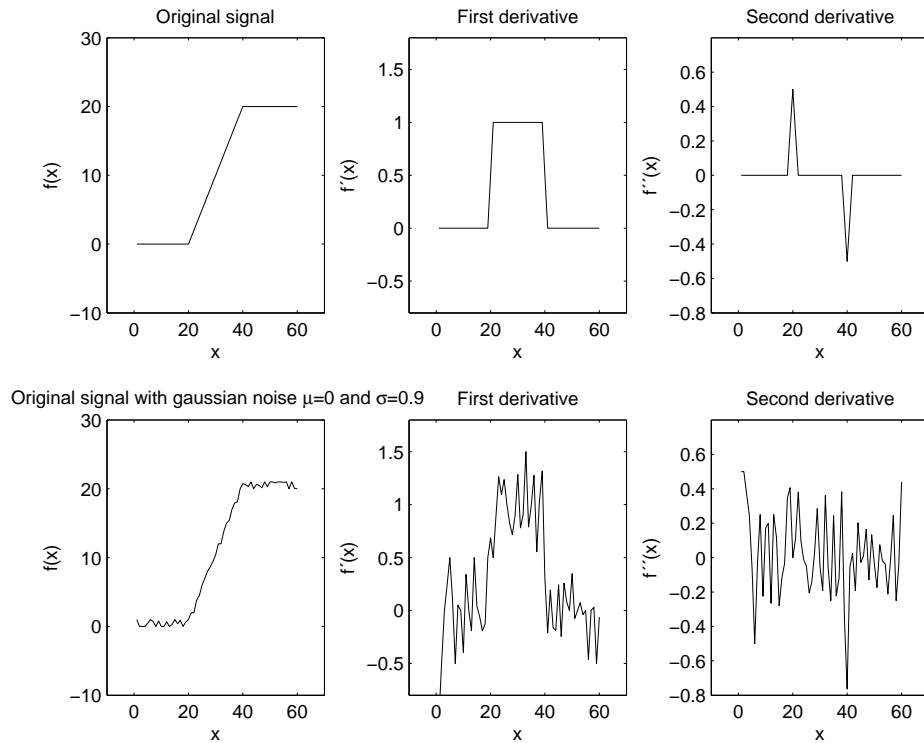 Original signal
First derivative
Second derivative
30
20
10
0
−10
f(x)
0 20 40 60
x
1.5
1
0.5
0
−0.5
f´(x)
0 20 40 60
x
0.6
0.4
0.2
0
−0.2
−0.4
−0.6
−0.8
f´´(x)
0 20 40 60
x
Original signal with gaussian noise μ=0 and σ=0.9
First derivative
Second derivative
30
20
10
0
−10
f(x)
0 20 40 60
x
1.5
1
0.5
0
−0.5
f´(x)
0 20 40 60
x
0.6
0.4
0.2
0
−0.2
−0.4
−0.6
−0.8
f´´(x)
0 20 40 60
x